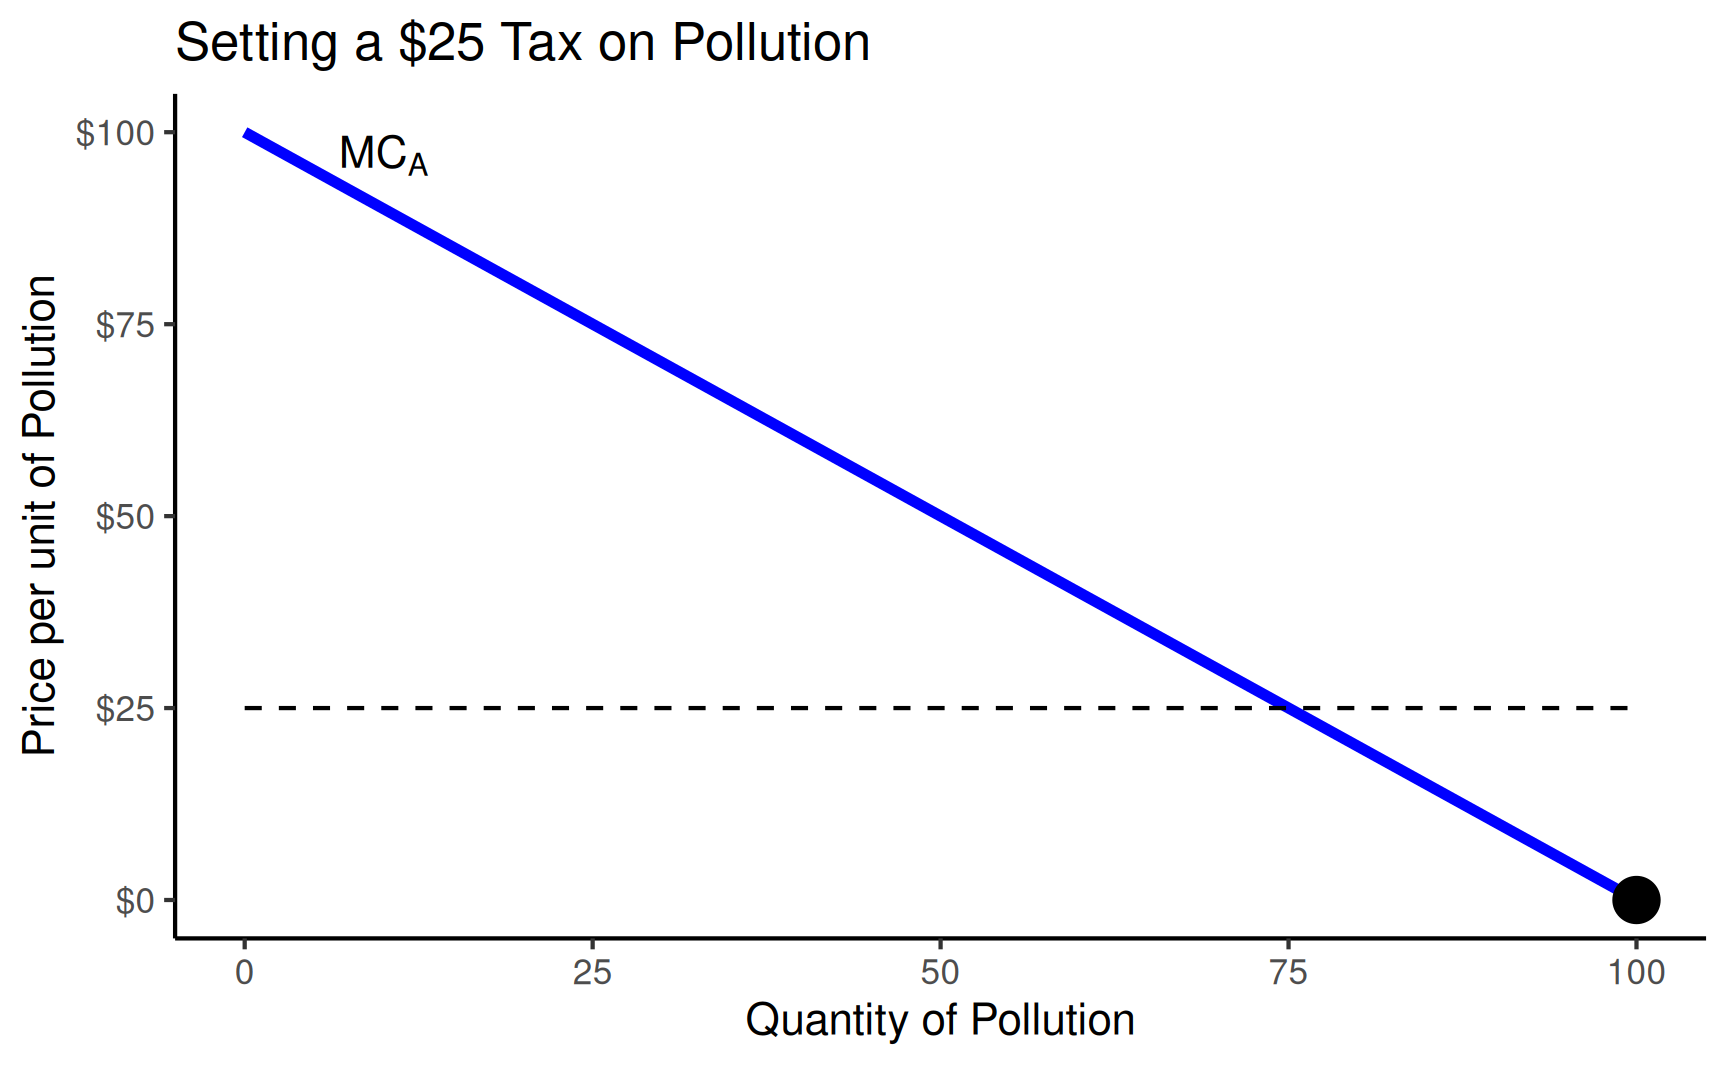 Setting a $25 Tax on Pollution
Price per unit of Pollution
$100
$75
$50
$25
$0
MCA
0
25
50
75
100
Quantity of Pollution